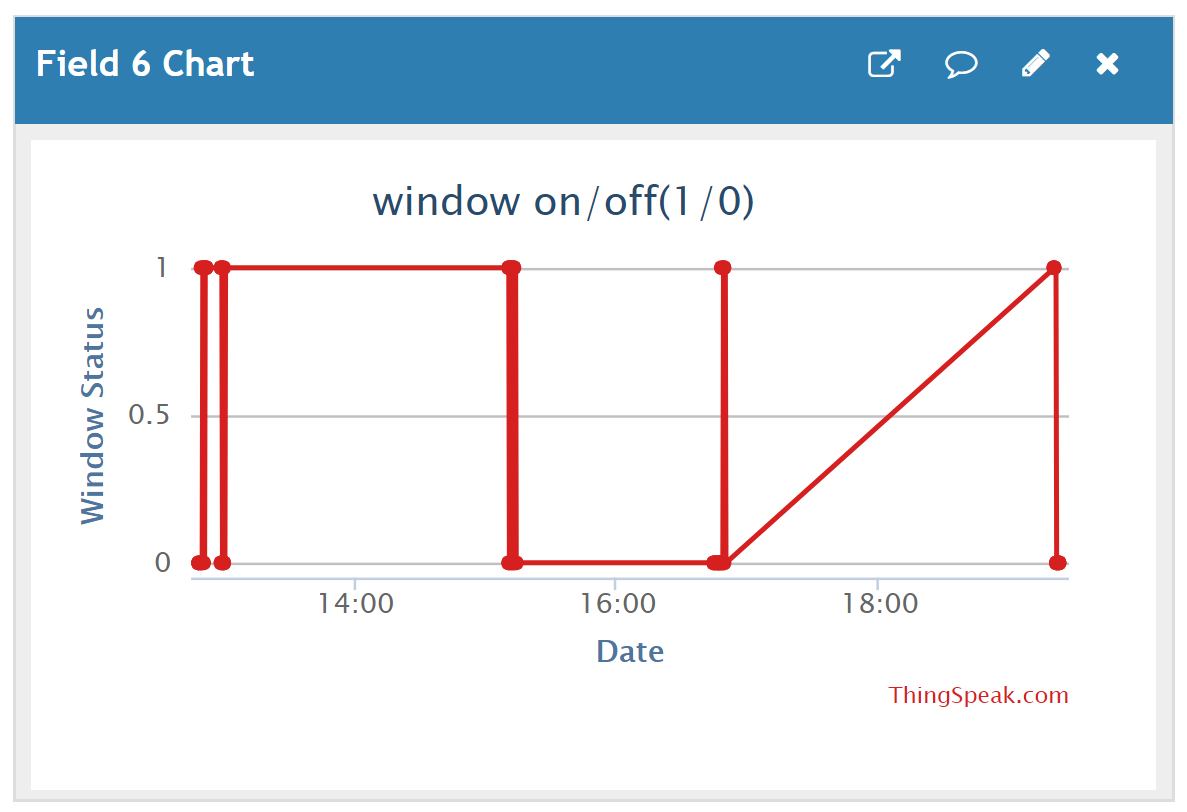 Field 6 Chart
window on/off(1/0)
Window Status
1
0.5
0
14:00 16:00 18:00
Date
ThingSpeak.com